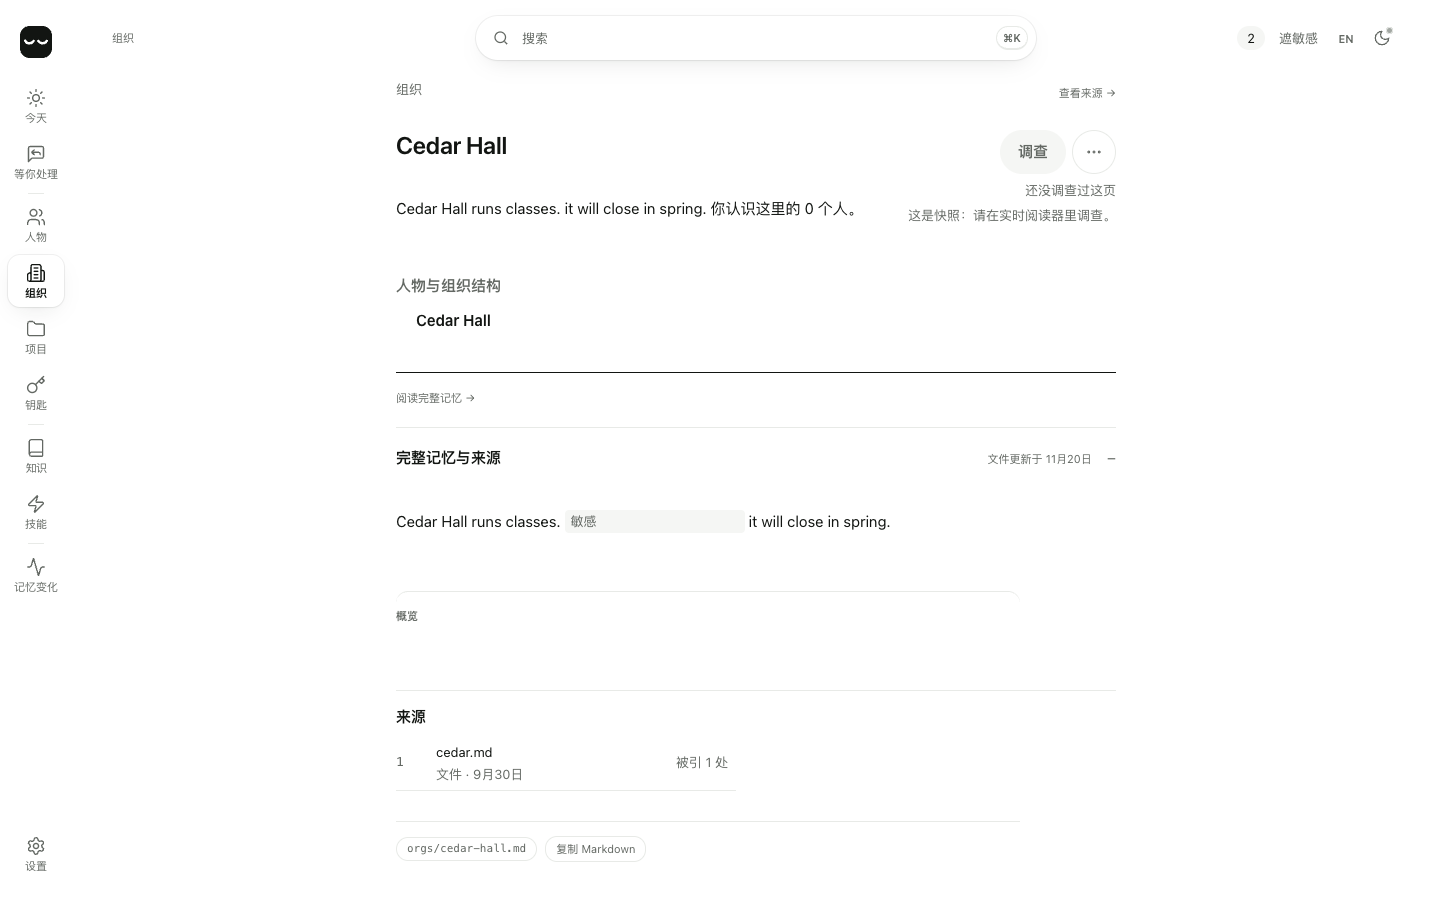 组织
搜索
⌘K
2
遮敏感
EN
今天
等你处理
人物
组织
项目
钥匙
知识
技能
记忆变化
设置
组织
查看来源 →
Cedar Hall
调查
···
还没调查过这页
这是快照：请在实时阅读器里调查。
Cedar Hall runs classes. it will close in spring. 你认识这里的 0 个人。
人物与组织结构
Cedar Hall
阅读完整记忆 →
完整记忆与来源
文件更新于 11月20日 −
Cedar Hall runs classes. 敏感 it will close in spring.
概览
来源
1
cedar.md
文件 · 9月30日
被引 1 处
orgs/cedar-hall.md
复制 Markdown